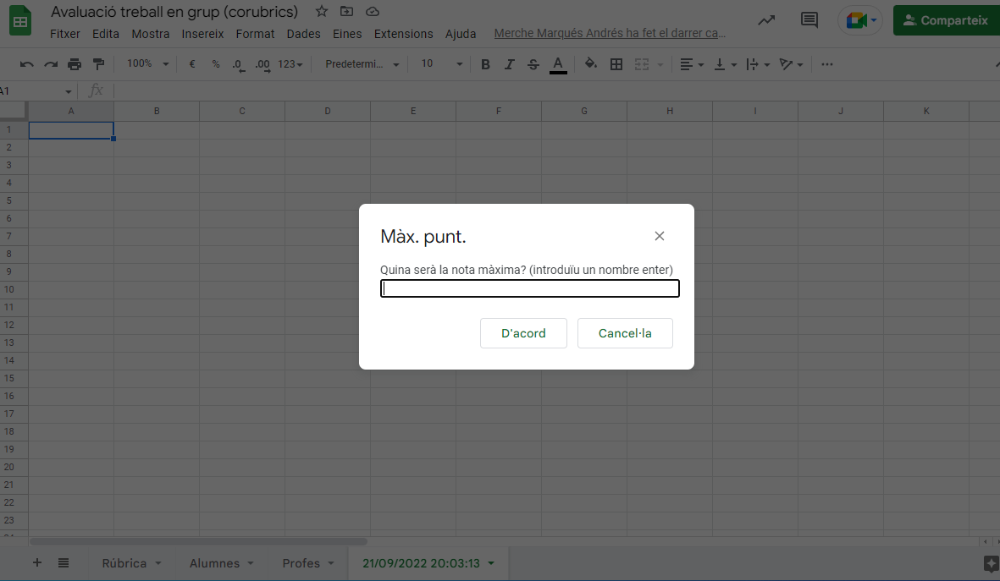 Avaluació treball en grup (corubrics)
Fitxer Edita Mostra Insereix Format Dades Eines Extensions Ajuda Merche Marqués Andrés ha fet el darrer ca…
Comparteix
100% € % .0 .00 123 Predetermi... 10 B I S A
A1 fx
A B C D E F G H I J K
1
2
3
4
5
6
7
8
9
10
11
12
13
14
15
16
17
18
19
20
21
22
23
24
Màx. punt.
Quina serà la nota màxima? (introduïu un nombre enter)
D'acord Cancel·la
Rúbrica Alumnes Profes 21/09/2022 20:03:13